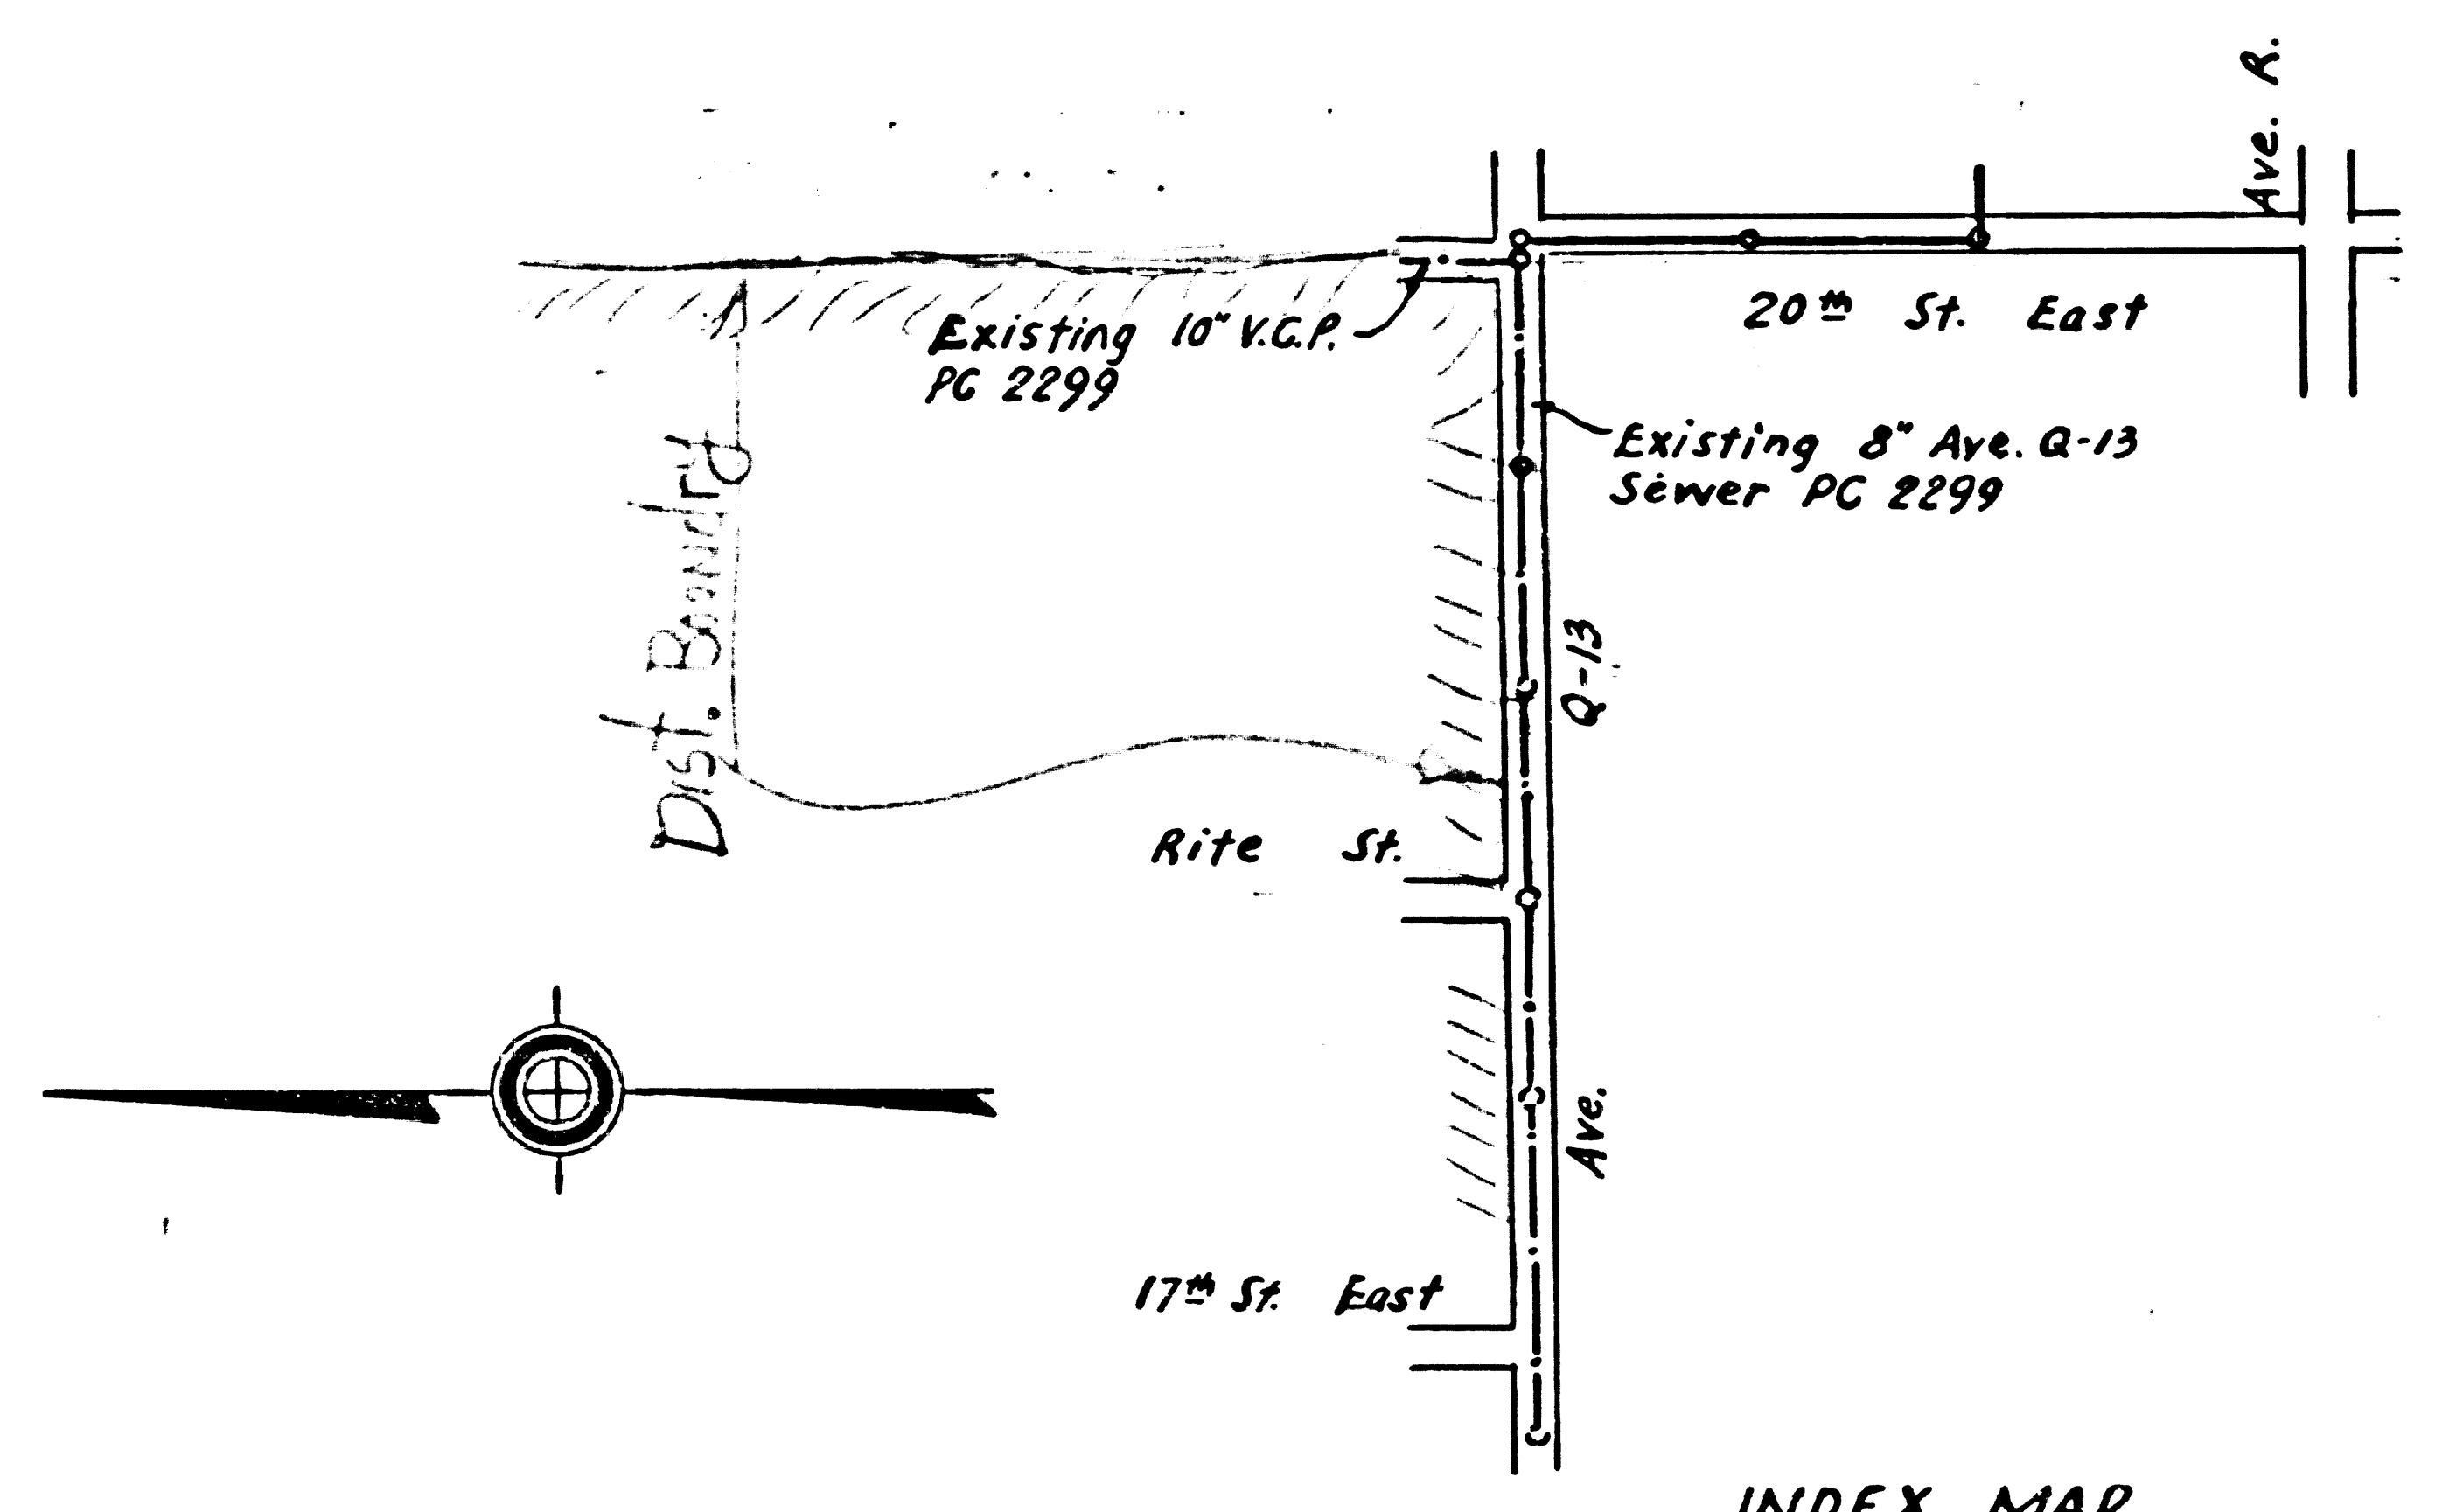 Ave. R.
20th St. East
Existing 10" V.C.P.
PC 2299
Existing 8" Ave. Q-13
Sewer PC 2299
Dist. Boundry
Q-13
Rite St.
Ave.
17th St. East
INDEX MAP